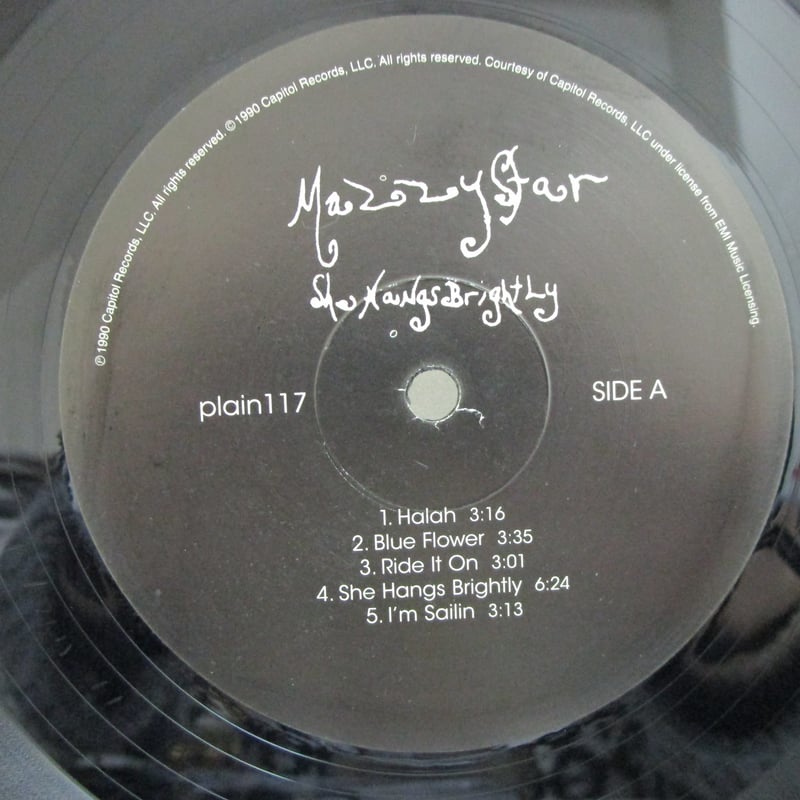 ℗1990 Capitol Records, LLC. All rights reserved. ©1990 Capitol Records, LLC. All rights reserved. Courtesy of Capitol Records, LLC under license from EMI Music Licensing.
Mazzy Star
She Hangs Brightly
plain117
SIDE A
1. Halah 3:16
2. Blue Flower 3:35
3. Ride It On 3:01
4. She Hangs Brightly 6:24
5. I'm Sailin 3:13